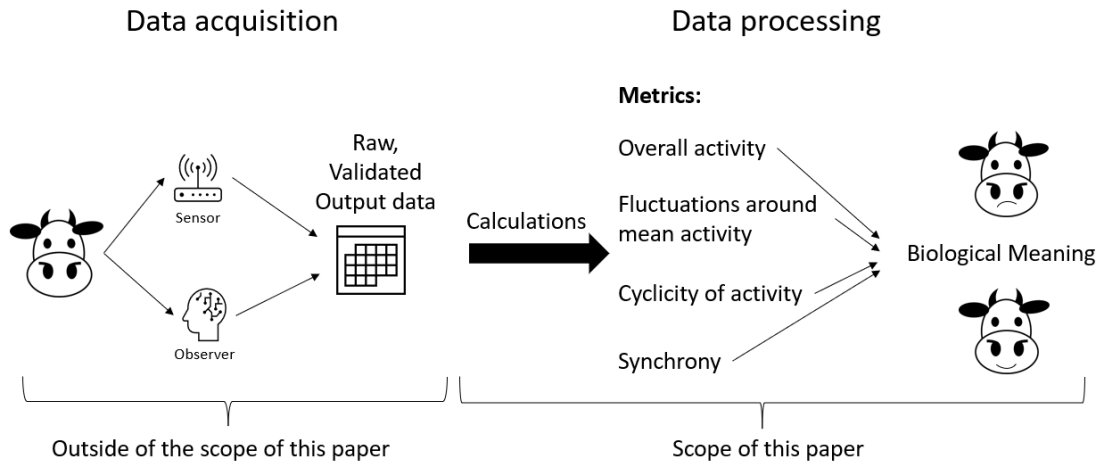 Data acquisition
Data processing
Metrics:
Raw,
Validated
Output data
Sensor
Observer
Calculations
Overall activity
Fluctuations around
mean activity
Cyclicity of activity
Synchrony
Biological Meaning
Outside of the scope of this paper
Scope of this paper